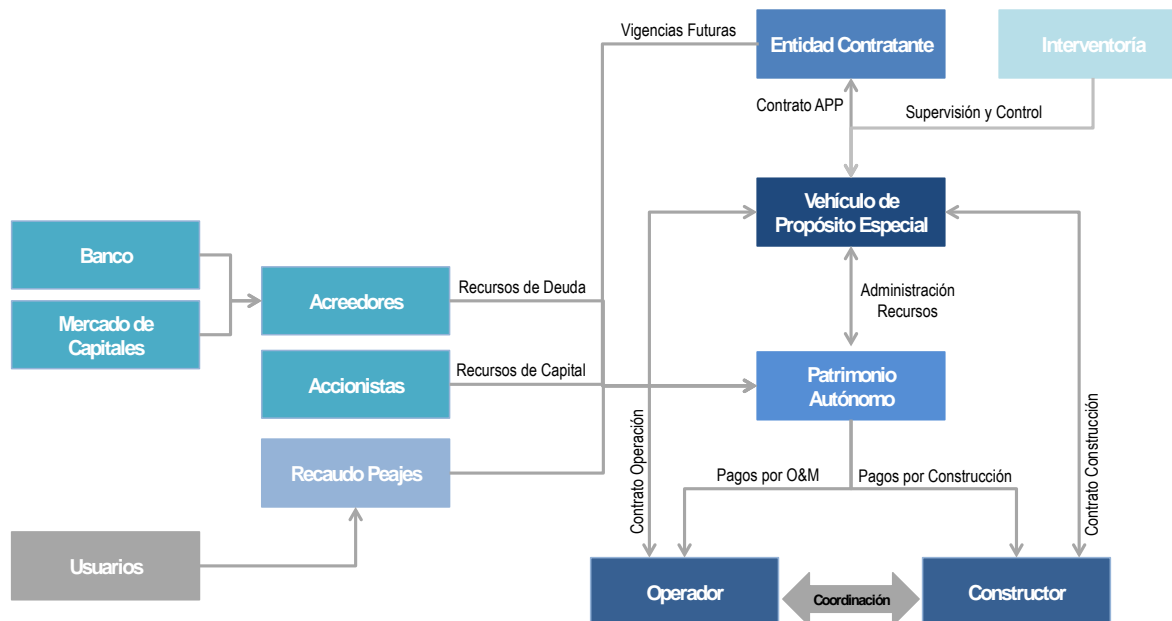 Vigencias Futuras
Entidad Contratante
Interventoría
Contrato APP
Supervisión y Control
Vehículo de
Propósito Especial
Banco
Mercado de
Capitales
Acreedores
Recursos de Deuda
Administración
Recursos
Accionistas
Recursos de Capital
Patrimonio
Autónomo
Recaudo Peajes
Contrato Operación
Contrato Construcción
Pagos por O&M
Pagos por Construcción
Usuarios
Operador
Coordinación
Constructor